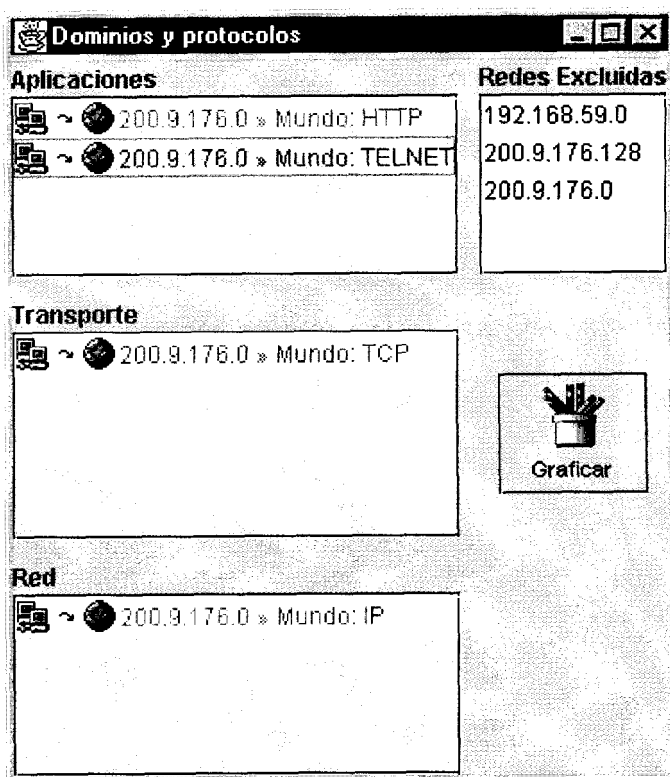 Dominios y protocolos
Aplicaciones
200.9.176.0 » Mundo: HTTP
200.9.176.0 » Mundo: TELNET
Redes Excluidas
192.168.59.0
200.9.176.128
200.9.176.0
Transporte
200.9.176.0 » Mundo: TCP
Graficar
Red
200.9.176.0 » Mundo: IP